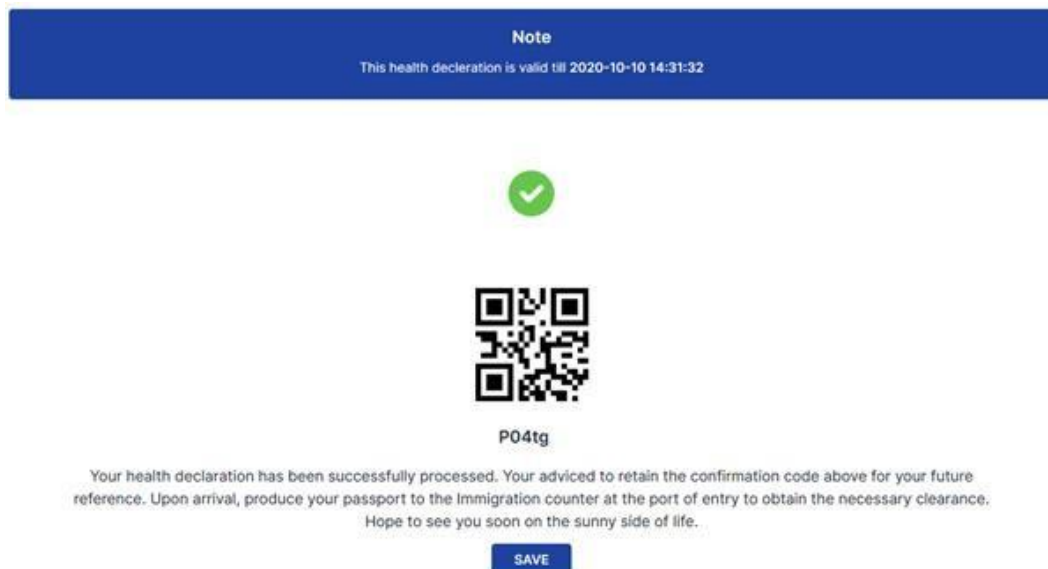 Note
This health decleration is valid till 2020-10-10 14:31:32
P04tg
Your health declaration has been successfully processed. Your adviced to retain the confirmation code above for your future
reference. Upon arrival, produce your passport to the Immigration counter at the port of entry to obtain the necessary clearance.
Hope to see you soon on the sunny side of life.
SAVE